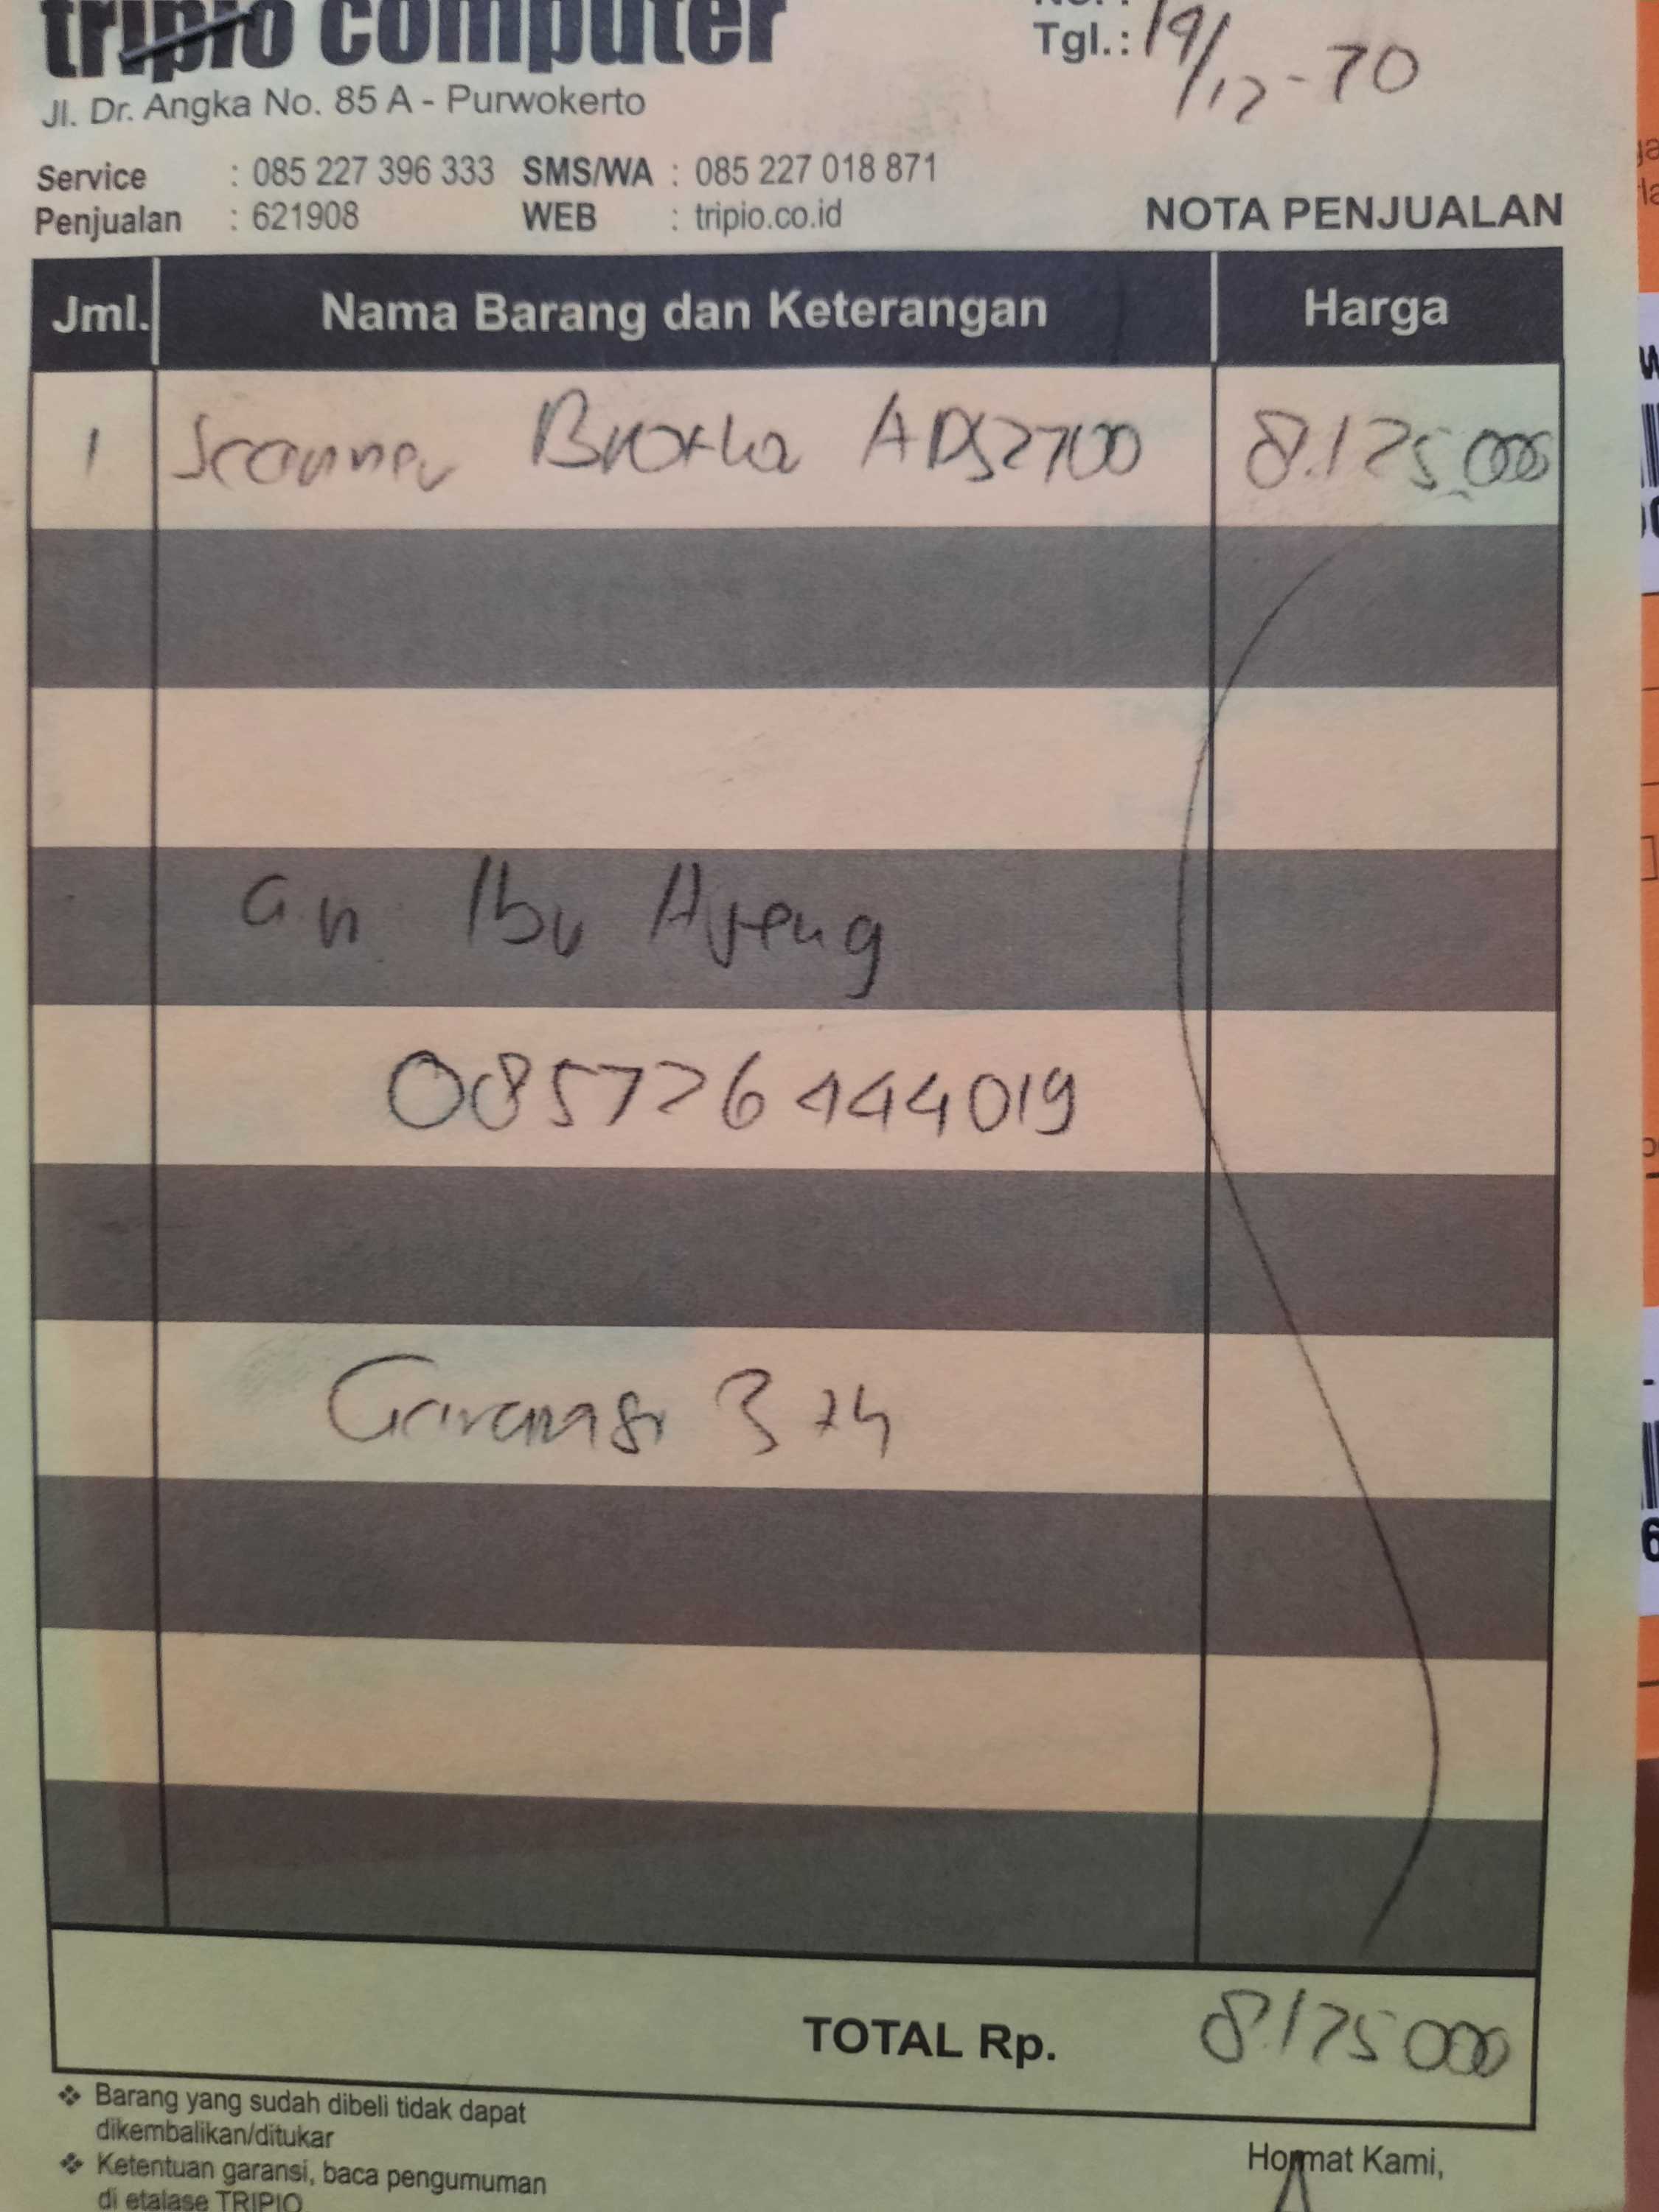 tripio computer
Tgl.: 19/12-20
Jl. Dr. Angka No. 85 A - Purwokerto
Service : 085 227 396 333 SMS/WA : 085 227 018 871
Penjualan : 621908 WEB : tripio.co.id
NOTA PENJUALAN
Jml. Nama Barang dan Keterangan Harga
1 Scanner Brother ADS2700 8.125.000
an Ibu Ajeng
085726444019
Garansi 3 th
TOTAL Rp. 8.125000
❖ Barang yang sudah dibeli tidak dapat
dikembalikan/ditukar
❖ Ketentuan garansi, baca pengumuman
di etalase TRIPIO
Hormat Kami,